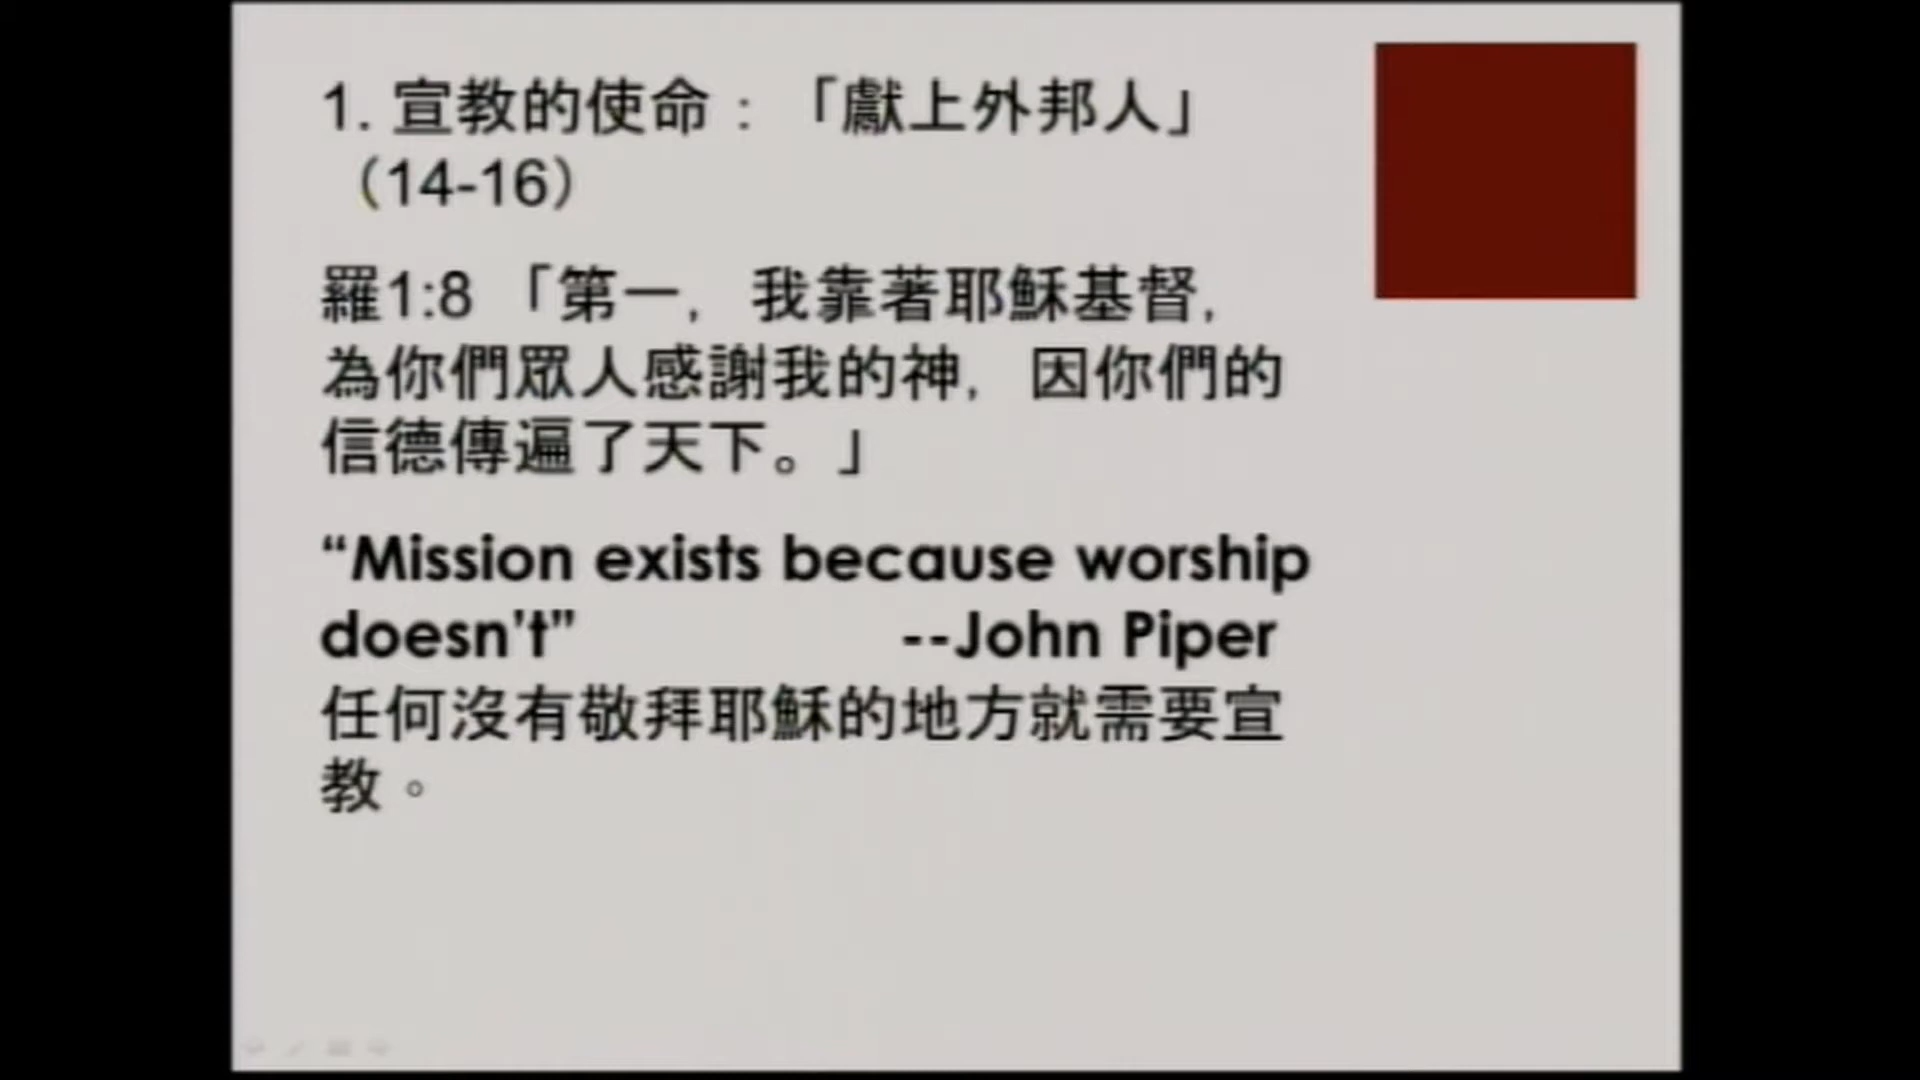 1. 宣教的使命：「獻上外邦人」
（14-16）
羅1:8 「第一，我靠著耶穌基督，
為你們眾人感謝我的神，因你們的
信德傳遍了天下。」
“Mission exists because worship
doesn’t” --John Piper
任何沒有敬拜耶穌的地方就需要宣
教。